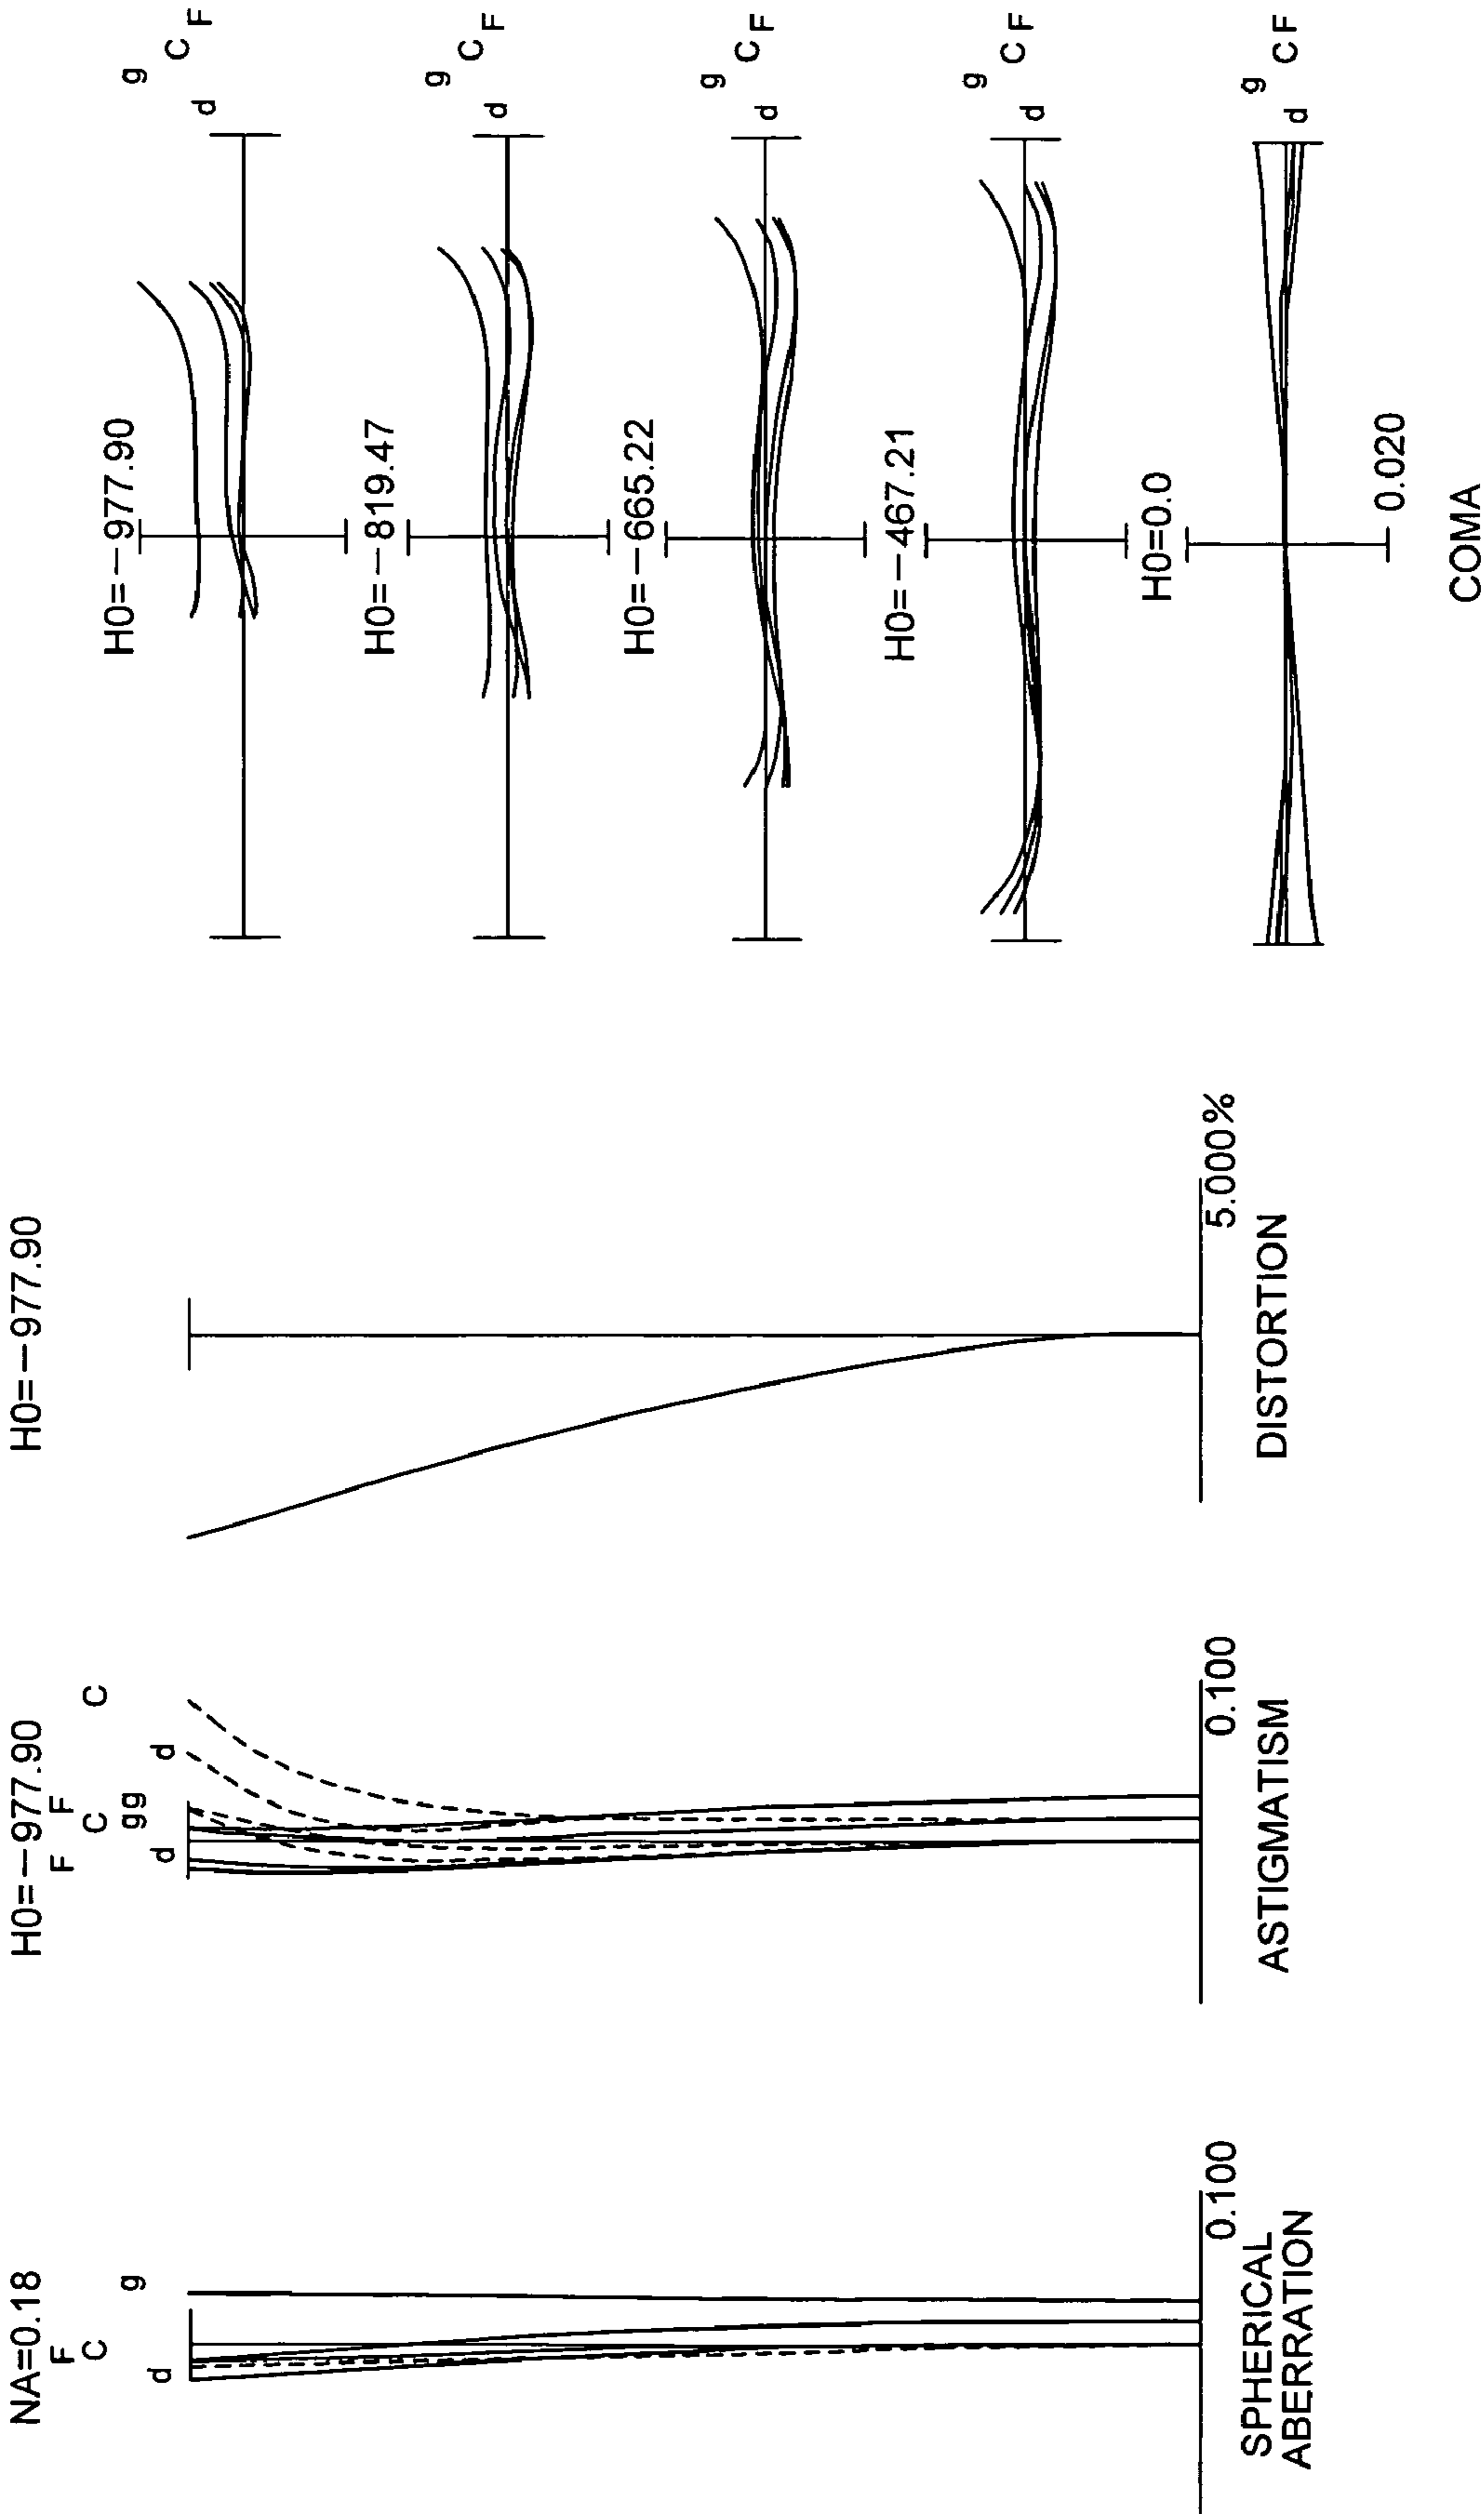 NA=0.18
F
C
g
d
0.100
SPHERICAL
ABERRATION
H0=−977.90
F F
C C
gg
d d
0.100
ASTIGMATISM
H0=−977.90
5.000%
DISTORTION
H0=−977.90
g
C F
d
H0=−819.47
g
C F
d
H0=−665.22
g
C F
d
H0=−467.21
g
C F
d
H0=0.0
g
C F
d
0.020
COMA